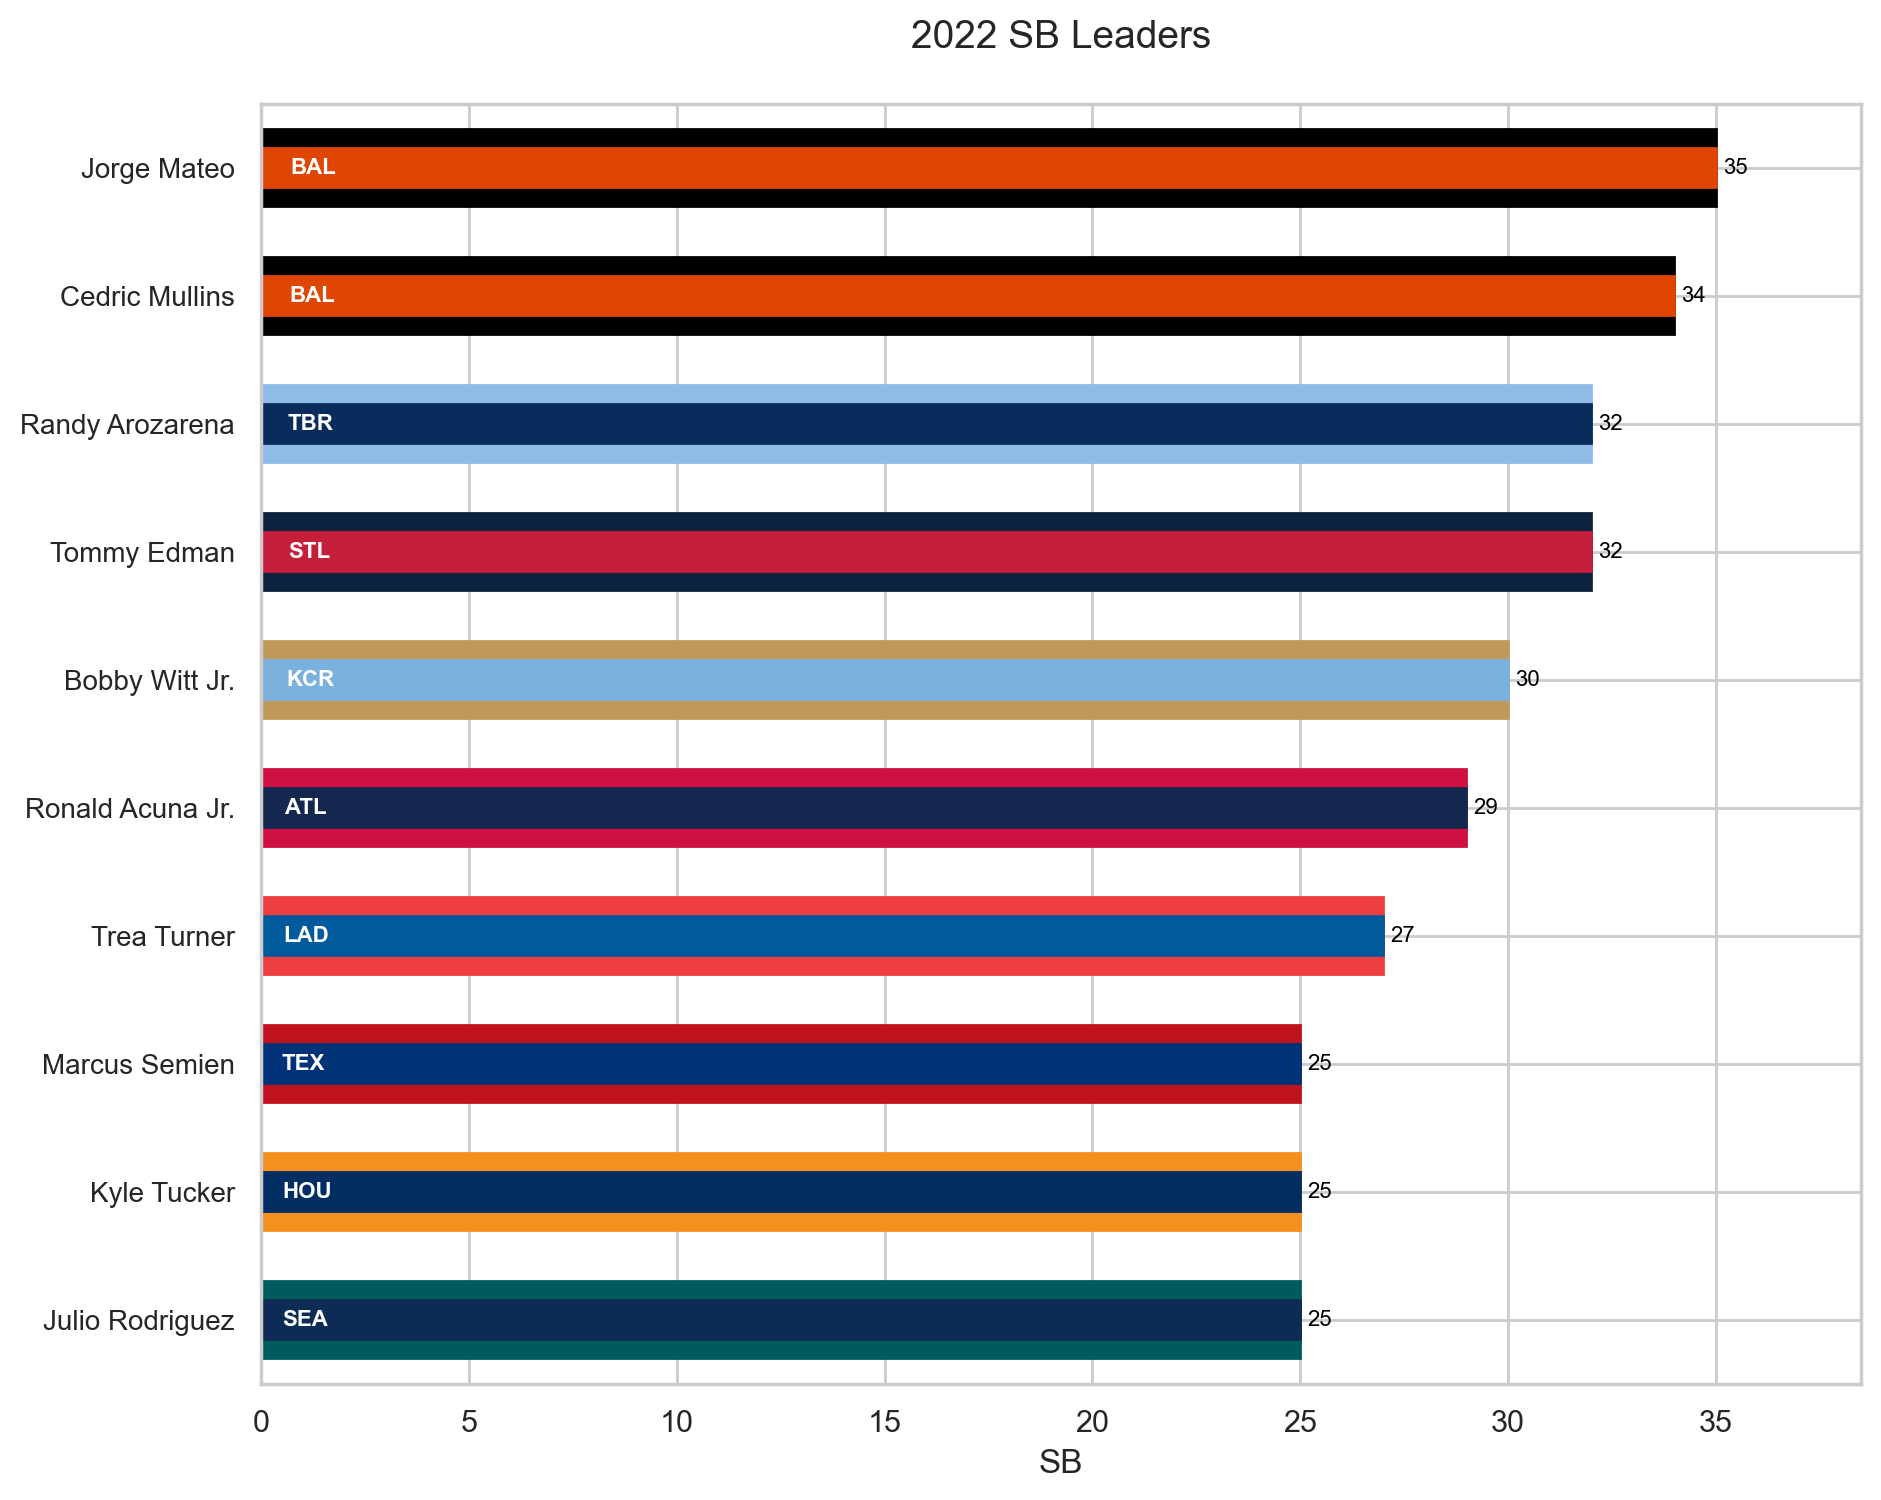 2022 SB Leaders
Jorge Mateo BAL 35
Cedric Mullins BAL 34
Randy Arozarena TBR 32
Tommy Edman STL 32
Bobby Witt Jr. KCR 30
Ronald Acuna Jr. ATL 29
Trea Turner LAD 27
Marcus Semien TEX 25
Kyle Tucker HOU 25
Julio Rodriguez SEA 25
0 5 10 15 20 25 30 35
SB